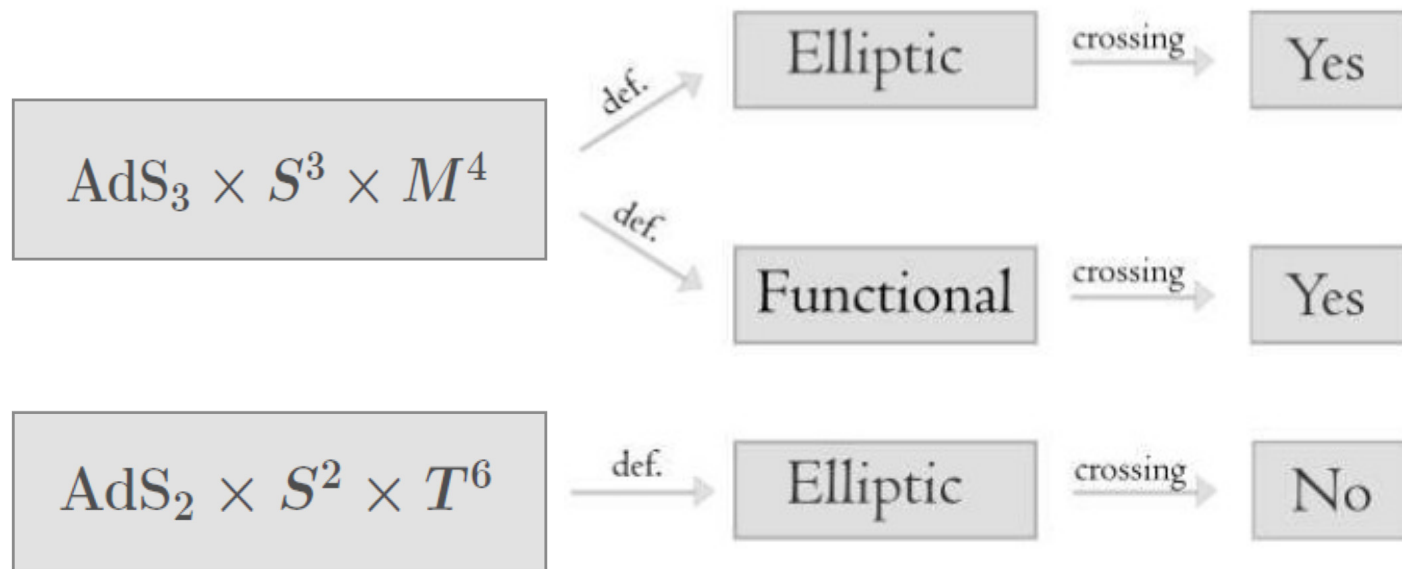 def.
Elliptic
crossing
Yes
AdS₃ × S³ × M⁴
def.
Functional
crossing
Yes
AdS₂ × S² × T⁶
def.
Elliptic
crossing
No